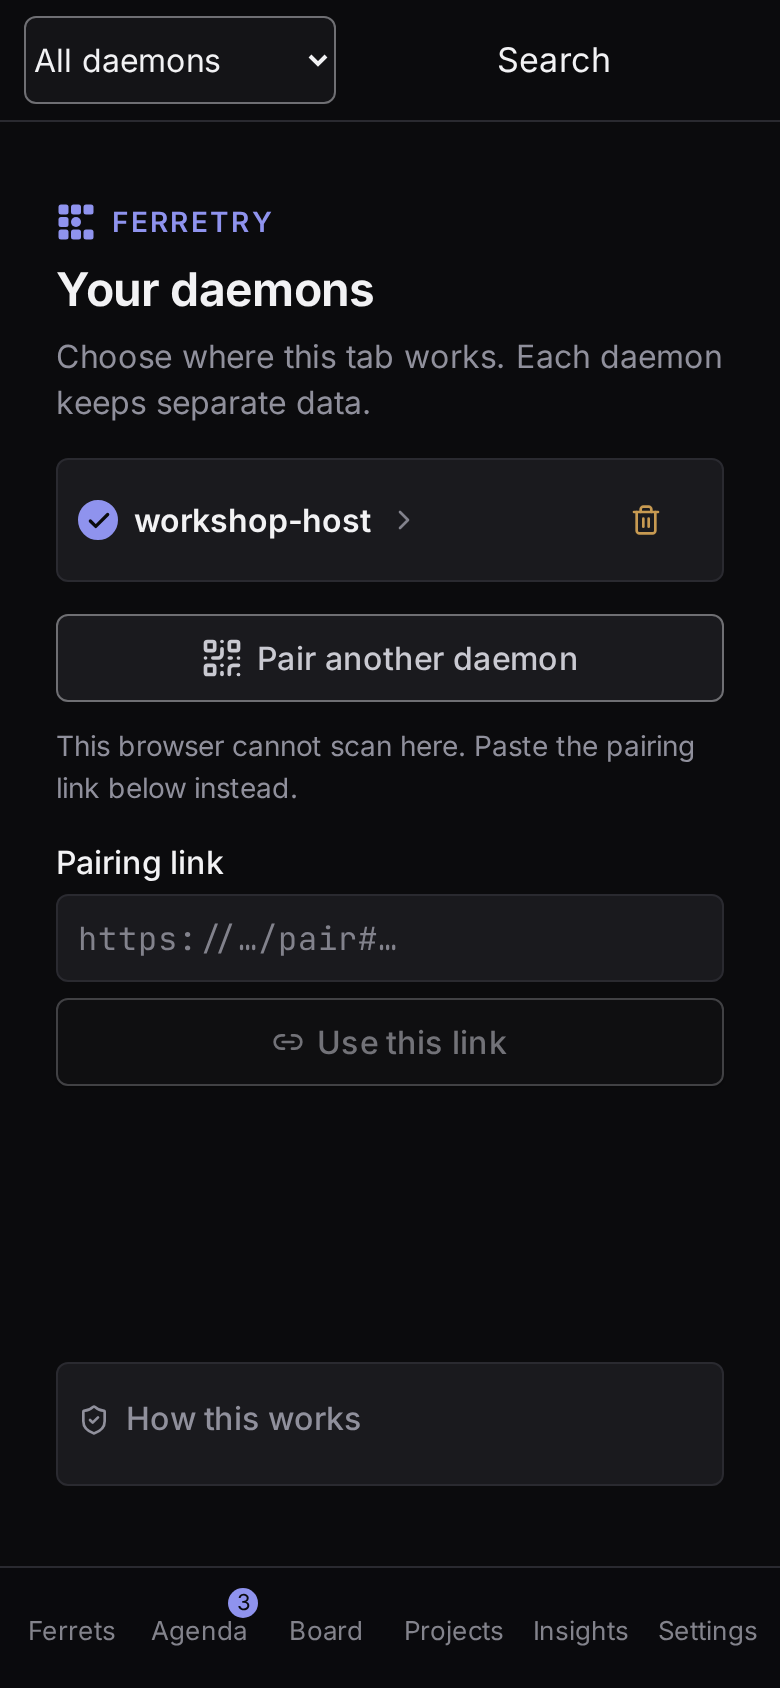 All daemons
Search
FERRETRY
Your daemons
Choose where this tab works. Each daemon
keeps separate data.
workshop-host
Pair another daemon
This browser cannot scan here. Paste the pairing
link below instead.
Pairing link
https://…/pair#…
Use this link
How this works
3
Ferrets
Agenda
Board
Projects
Insights
Settings